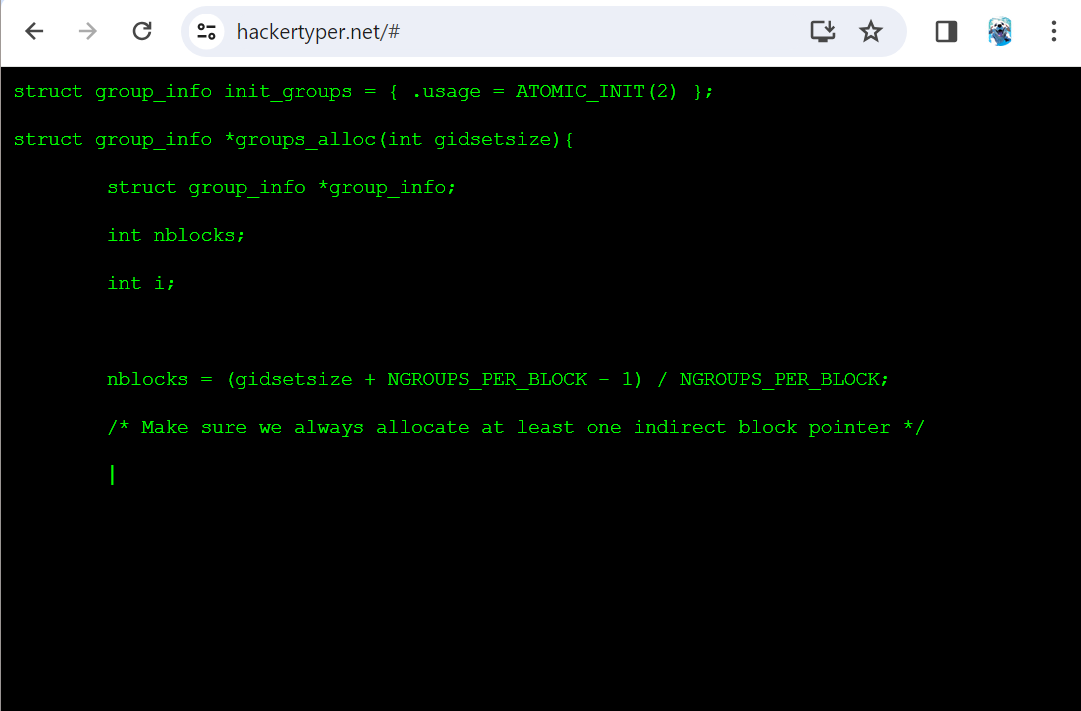 hackertyper.net/#
struct group_info init_groups = { .usage = ATOMIC_INIT(2) };
struct group_info *groups_alloc(int gidsetsize){
struct group_info *group_info;
int nblocks;
int i;
nblocks = (gidsetsize + NGROUPS_PER_BLOCK - 1) / NGROUPS_PER_BLOCK;
/* Make sure we always allocate at least one indirect block pointer */